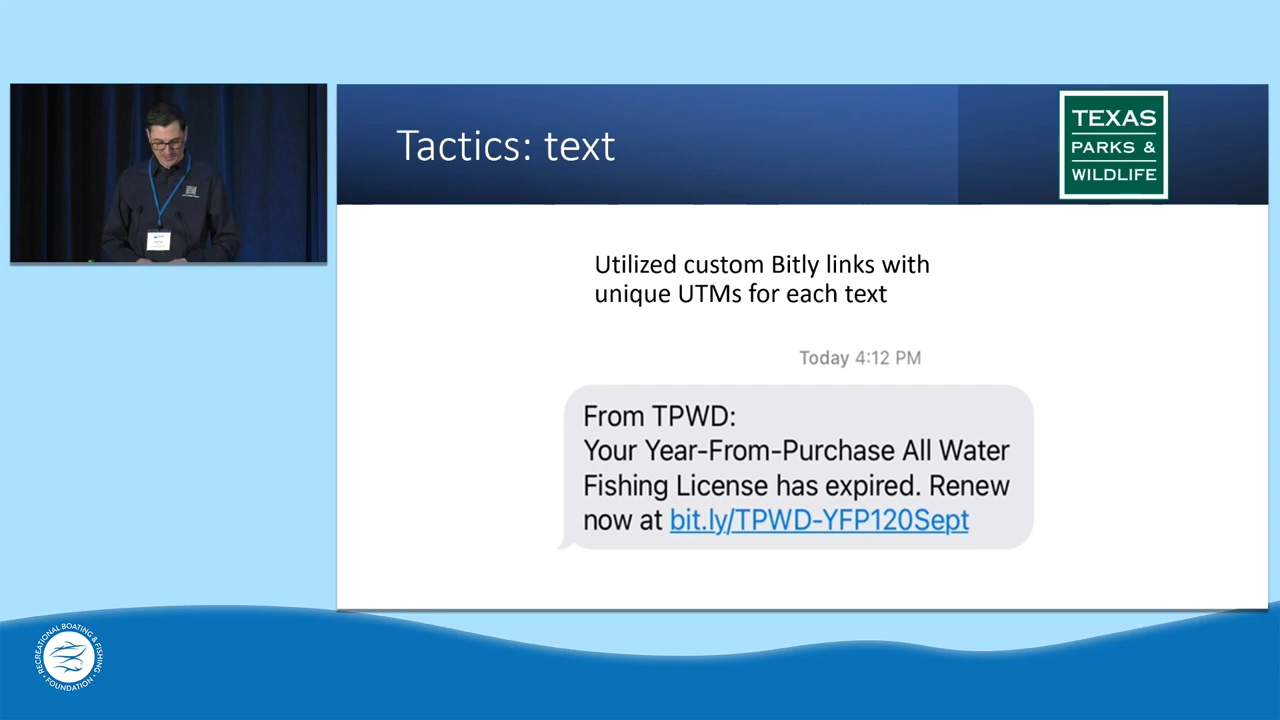 Tactics: text
TEXAS
PARKS &
WILDLIFE
Utilized custom Bitly links with
unique UTMs for each text
Today 4:12 PM
From TPWD:
Your Year-From-Purchase All Water
Fishing License has expired. Renew
now at bit.ly/TPWD-YFP120Sept
RECREATIONAL BOATING & FISHING
• FOUNDATION •